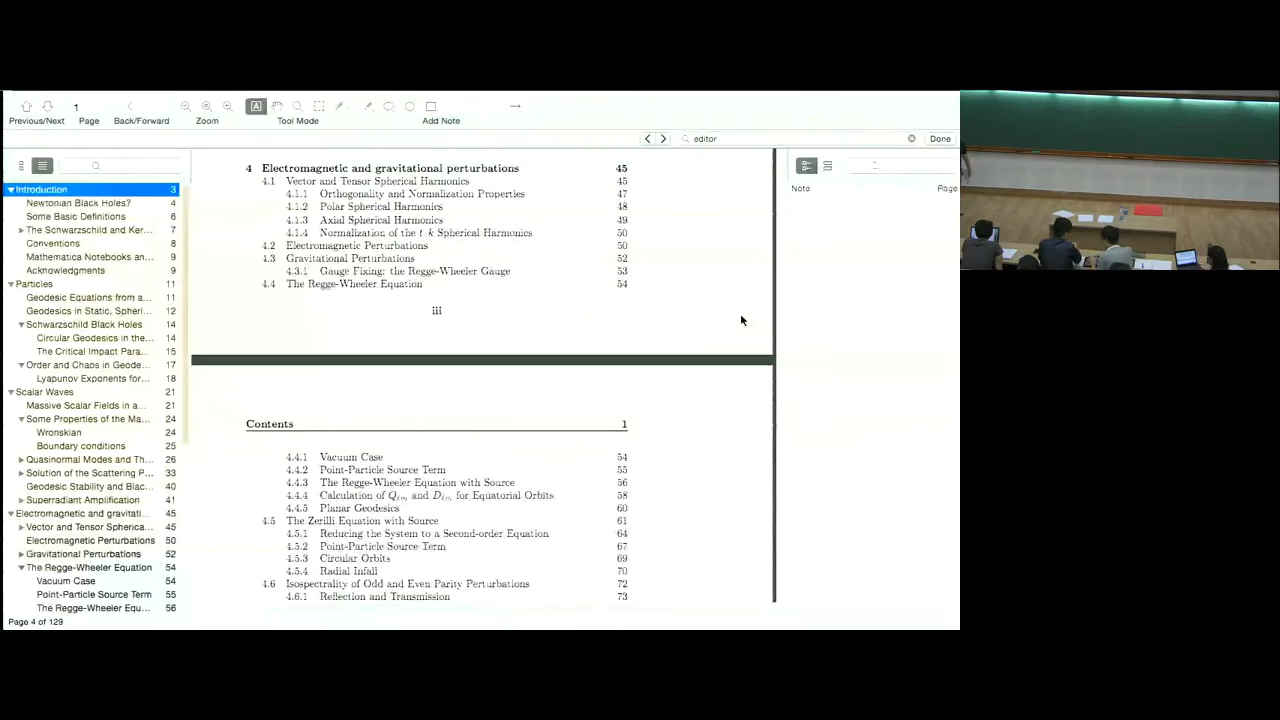 1
Previous/Next
Page
Back/Forward
Zoom
Tool Mode
Add Note
editor
Done
Introduction 3
Newtonian Black Holes? 4
Some Basic Definitions 6
The Schwarzschild and Ker... 7
Conventions 8
Mathematica Notebooks an... 9
Acknowledgments 9
Particles 11
Geodesic Equations from a... 11
Geodesics in Static, Spheri... 12
Schwarzschild Black Holes 14
Circular Geodesics in the... 14
The Critical Impact Para... 15
Order and Chaos in Geode... 17
Lyapunov Exponents for... 18
Scalar Waves 21
Massive Scalar Fields in a... 21
Some Properties of the Ma... 24
Wronskian 24
Boundary conditions 25
Quasinormal Modes and Th... 26
Solution of the Scattering P... 33
Geodesic Stability and Blac... 40
Superradiant Amplification 41
Electromagnetic and gravitati... 45
Vector and Tensor Spherica... 45
Electromagnetic Perturbations 50
Gravitational Perturbations 52
The Regge-Wheeler Equation 54
Vacuum Case 54
Point-Particle Source Term 55
The Regge-Wheeler Equ... 56
Page 4 of 129
4 Electromagnetic and gravitational perturbations 45
4.1 Vector and Tensor Spherical Harmonics 45
4.1.1 Orthogonality and Normalization Properties 47
4.1.2 Polar Spherical Harmonics 48
4.1.3 Axial Spherical Harmonics 49
4.1.4 Normalization of the t k Spherical Harmonics 50
4.2 Electromagnetic Perturbations 50
4.3 Gravitational Perturbations 52
4.3.1 Gauge Fixing: the Regge-Wheeler Gauge 53
4.4 The Regge-Wheeler Equation 54
iii
Contents 1
4.4.1 Vacuum Case 54
4.4.2 Point-Particle Source Term 55
4.4.3 The Regge-Wheeler Equation with Source 56
4.4.4 Calculation of Qℓm and Dℓm for Equatorial Orbits 58
4.4.5 Planar Geodesics 60
4.5 The Zerilli Equation with Source 61
4.5.1 Reducing the System to a Second-order Equation 64
4.5.2 Point-Particle Source Term 67
4.5.3 Circular Orbits 69
4.5.4 Radial Infall 70
4.6 Isospectrality of Odd and Even Parity Perturbations 72
4.6.1 Reflection and Transmission 73
Note
Page